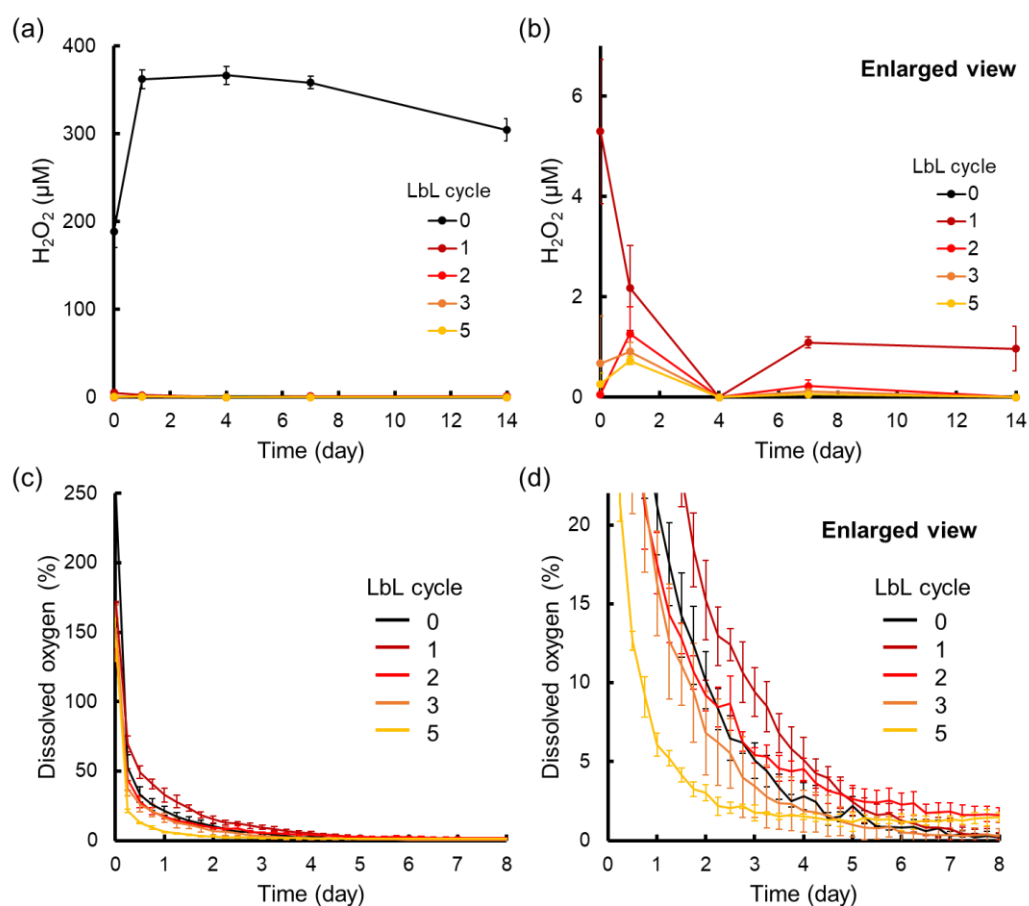 (a)
400
300
200
100
0
H₂O₂ (µM)
LbL cycle
0
1
2
3
5
0 2 4 6 8 10 12 14
Time (day)
(b)
Enlarged view
6
4
2
0
H₂O₂ (µM)
LbL cycle
0
1
2
3
5
0 2 4 6 8 10 12 14
Time (day)
(c)
250
200
150
100
50
0
Dissolved oxygen (%)
LbL cycle
0
1
2
3
5
0 1 2 3 4 5 6 7 8
Time (day)
(d)
Enlarged view
20
15
10
5
0
Dissolved oxygen (%)
LbL cycle
0
1
2
3
5
0 1 2 3 4 5 6 7 8
Time (day)